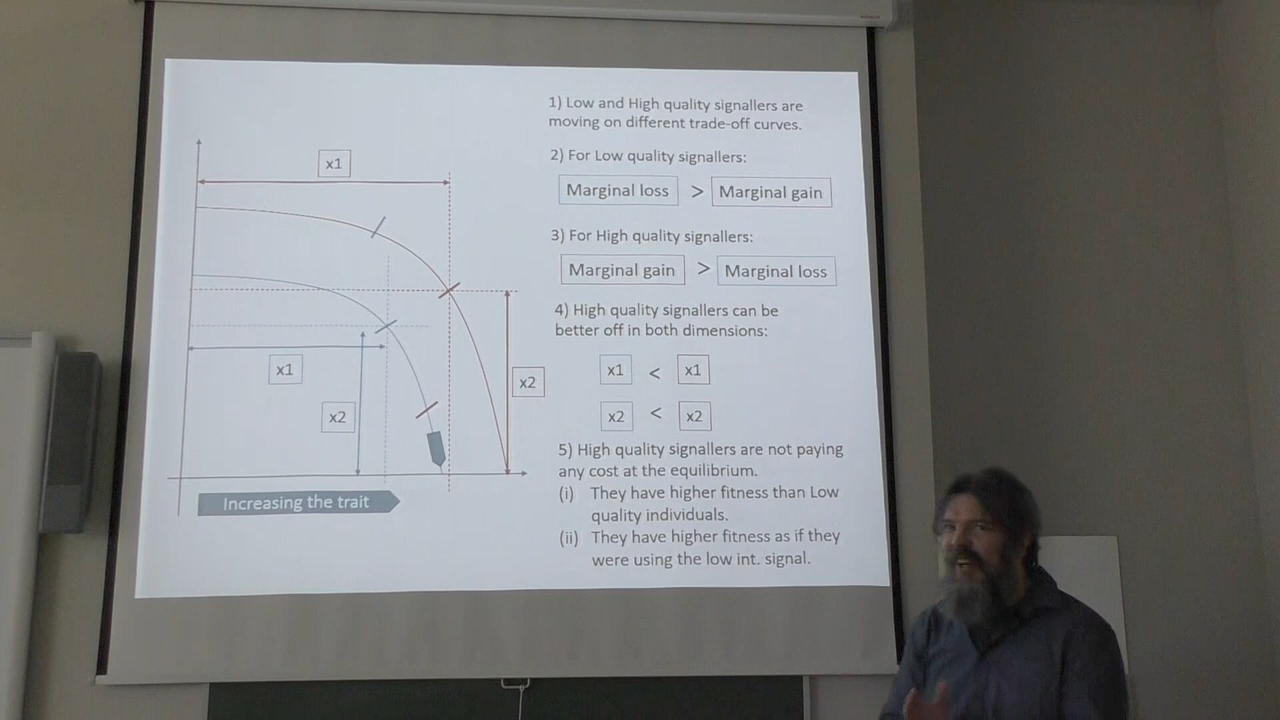 x1
x1
x2
x2
Increasing the trait
1) Low and High quality signallers are
moving on different trade-off curves.
2) For Low quality signallers:
Marginal loss > Marginal gain
3) For High quality signallers:
Marginal gain > Marginal loss
4) High quality signallers can be
better off in both dimensions:
x1 < x1
x2 < x2
5) High quality signallers are not paying
any cost at the equilibrium.
(i) They have higher fitness than Low
quality individuals.
(ii) They have higher fitness as if they
were using the low int. signal.